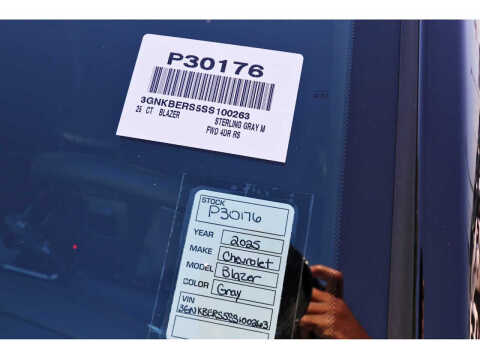 P30176
3GNKBERS5SS100263
25 CT BLAZER STERLING GRAY M
FWD 4DR RS
STOCK
P30176
YEAR 2025
MAKE Chevrolet
MODEL Blazer
COLOR Gray
VIN
3GNKBERS5SS100263